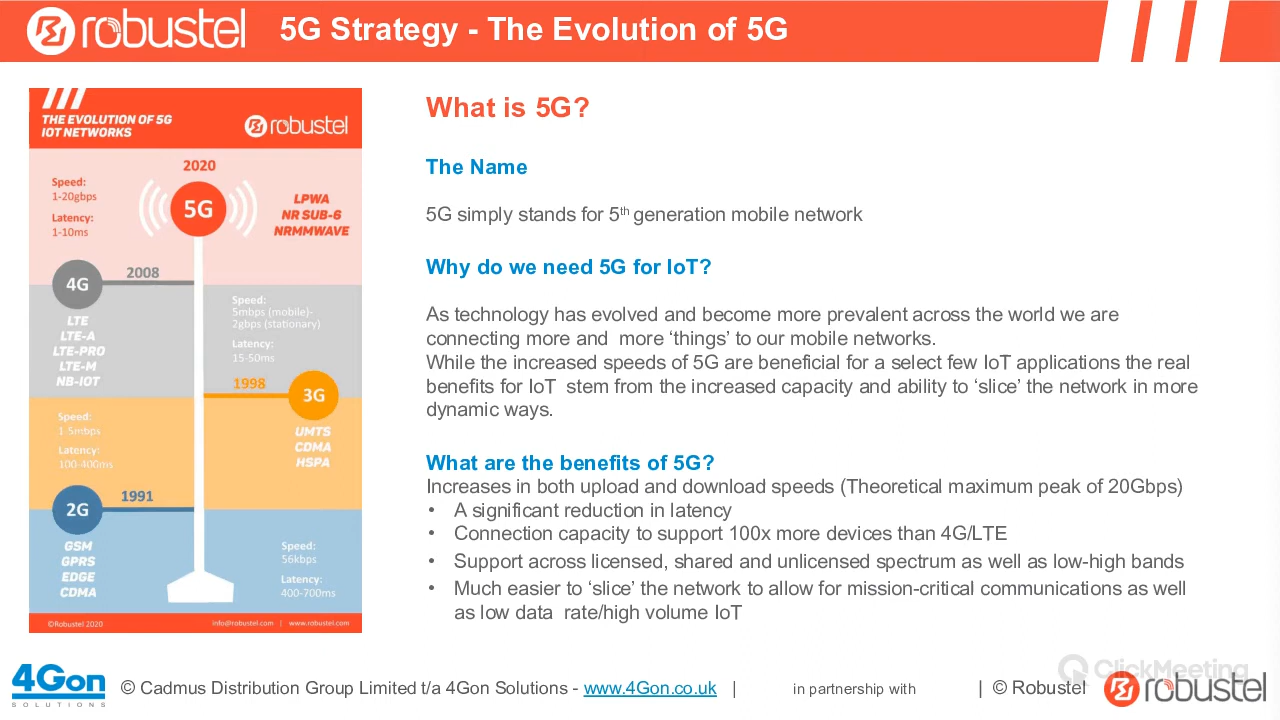 robustel
5G Strategy - The Evolution of 5G
THE EVOLUTION OF 5G
IOT NETWORKS
robustel
2020
Speed:
1-20gbps
Latency:
1-10ms
5G
LPWA
NR SUB-6
NRMMWAVE
2008
4G
LTE
LTE-A
LTE-PRO
LTE-M
NB-IOT
Speed:
5mbps (mobile)-
2gbps (stationary)
Latency:
15-50ms
1998
3G
UMTS
CDMA
HSPA
Speed:
1-5mbps
Latency:
100-400ms
1991
2G
GSM
GPRS
EDGE
CDMA
Speed:
56kbps
Latency:
400-700ms
©Robustel 2020
info@robustel.com | www.robustel.com
What is 5G?
The Name
5G simply stands for 5th generation mobile network
Why do we need 5G for IoT?
As technology has evolved and become more prevalent across the world we are
connecting more and more ‘things’ to our mobile networks.
While the increased speeds of 5G are beneficial for a select few IoT applications the real
benefits for IoT stem from the increased capacity and ability to ‘slice’ the network in more
dynamic ways.
What are the benefits of 5G?
Increases in both upload and download speeds (Theoretical maximum peak of 20Gbps)
• A significant reduction in latency
• Connection capacity to support 100x more devices than 4G/LTE
• Support across licensed, shared and unlicensed spectrum as well as low-high bands
• Much easier to ‘slice’ the network to allow for mission-critical communications as well
as low data rate/high volume IoT
4Gon
SOLUTIONS
© Cadmus Distribution Group Limited t/a 4Gon Solutions - www.4Gon.co.uk | in partnership with | © Robustel
ClickMeeting
robustel